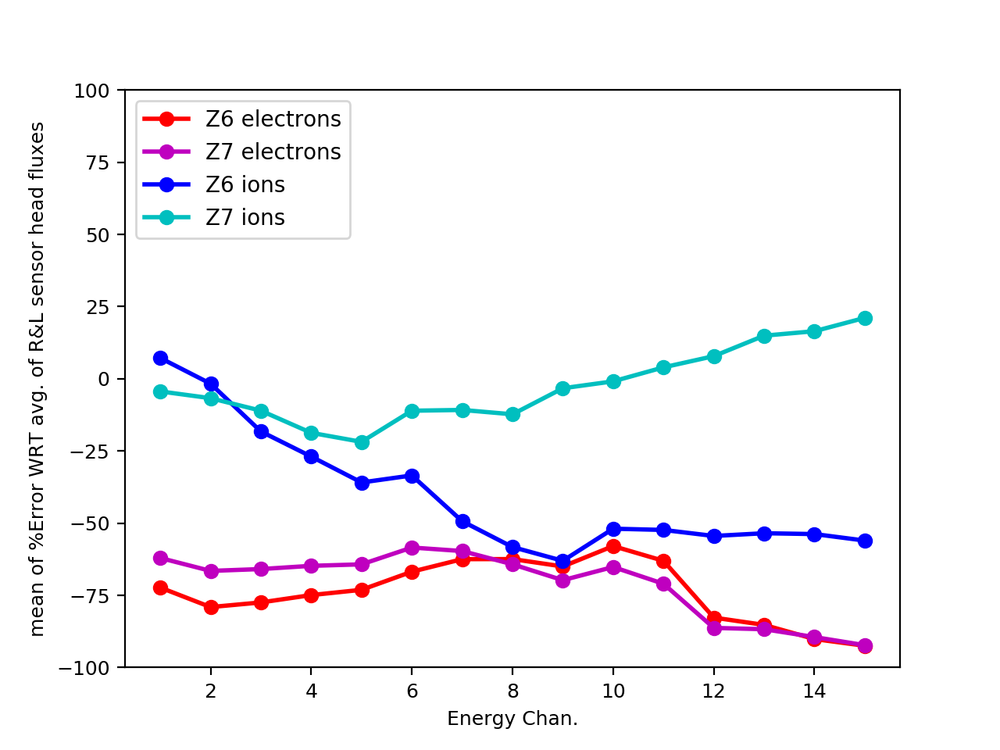 100
75
50
25
0
−25
−50
−75
−100
mean of %Error WRT avg. of R&L sensor head fluxes
Z6 electrons
Z7 electrons
Z6 ions
Z7 ions
2 4 6 8 10 12 14
Energy Chan.